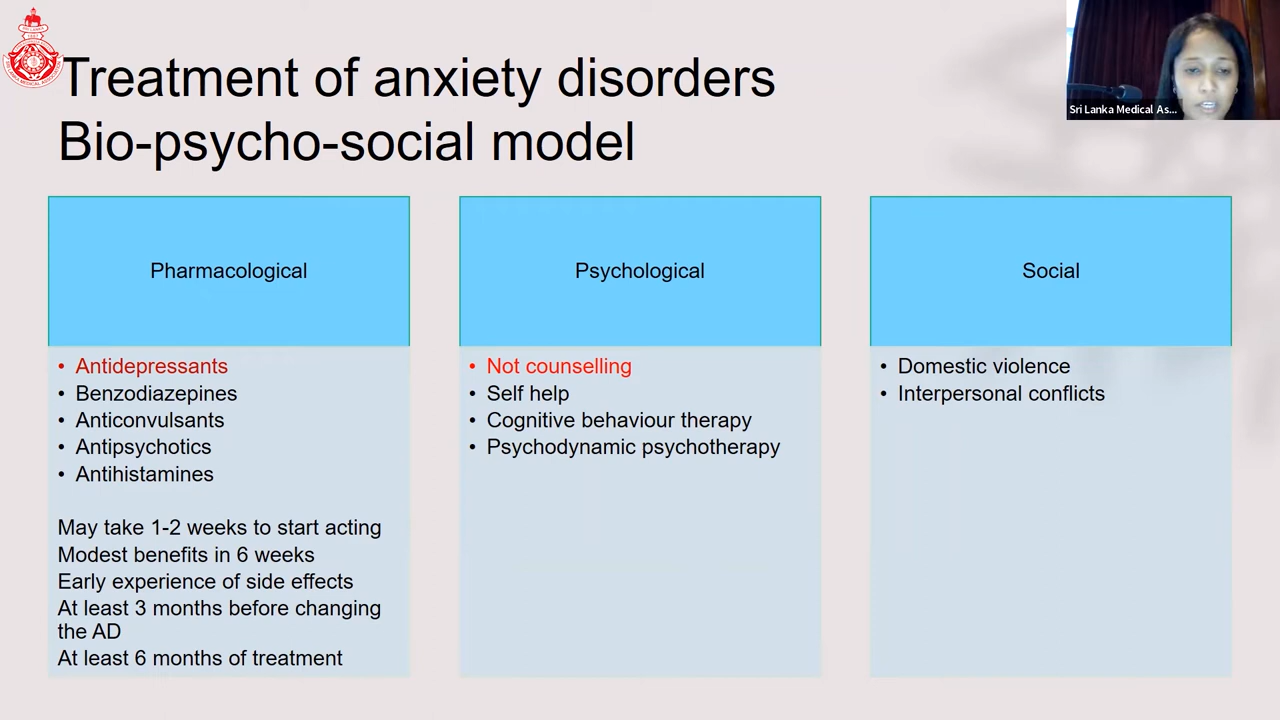 Treatment of anxiety disorders
Bio-psycho-social model
Sri Lanka Medical As...
Pharmacological
• Antidepressants
• Benzodiazepines
• Anticonvulsants
• Antipsychotics
• Antihistamines
May take 1-2 weeks to start acting
Modest benefits in 6 weeks
Early experience of side effects
At least 3 months before changing
the AD
At least 6 months of treatment
Psychological
• Not counselling
• Self help
• Cognitive behaviour therapy
• Psychodynamic psychotherapy
Social
• Domestic violence
• Interpersonal conflicts